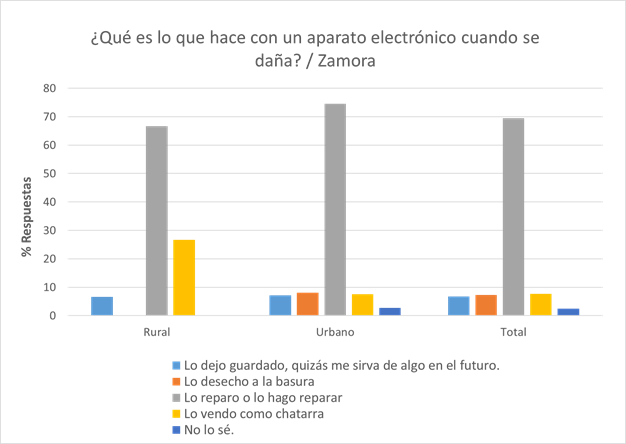 ¿Qué es lo que hace con un aparato electrónico cuando se
daña? / Zamora
80
70
60
50
40
30
20
10
0
% Respuestas
Rural
Urbano
Total
Lo dejo guardado, quizás me sirva de algo en el futuro.
Lo desecho a la basura
Lo reparo o lo hago reparar
Lo vendo como chatarra
No lo sé.